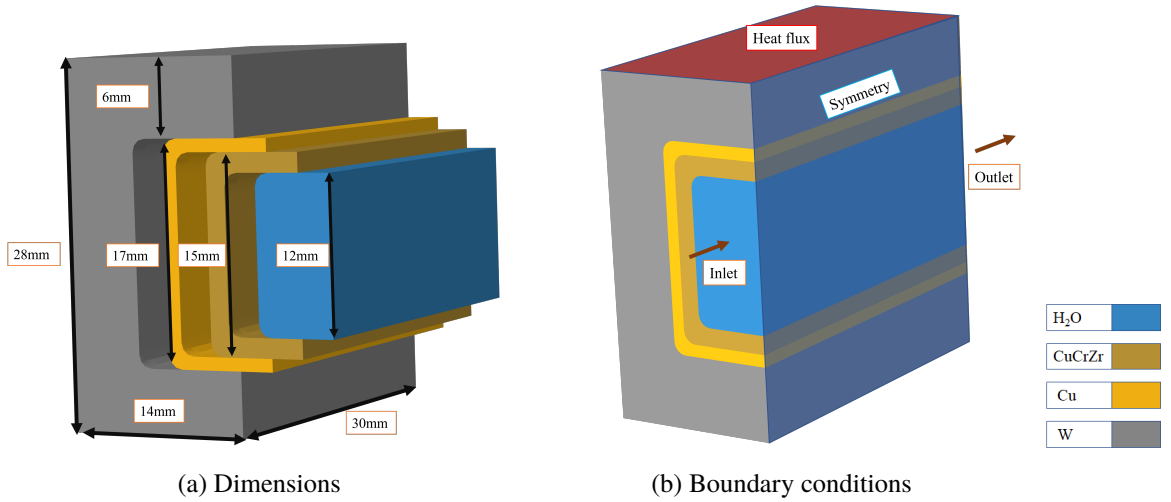 6mm
28mm
17mm
15mm
12mm
14mm
30mm
(a) Dimensions
Heat flux
Symmetry
Outlet
Inlet
H₂O
CuCrZr
Cu
W
(b) Boundary conditions